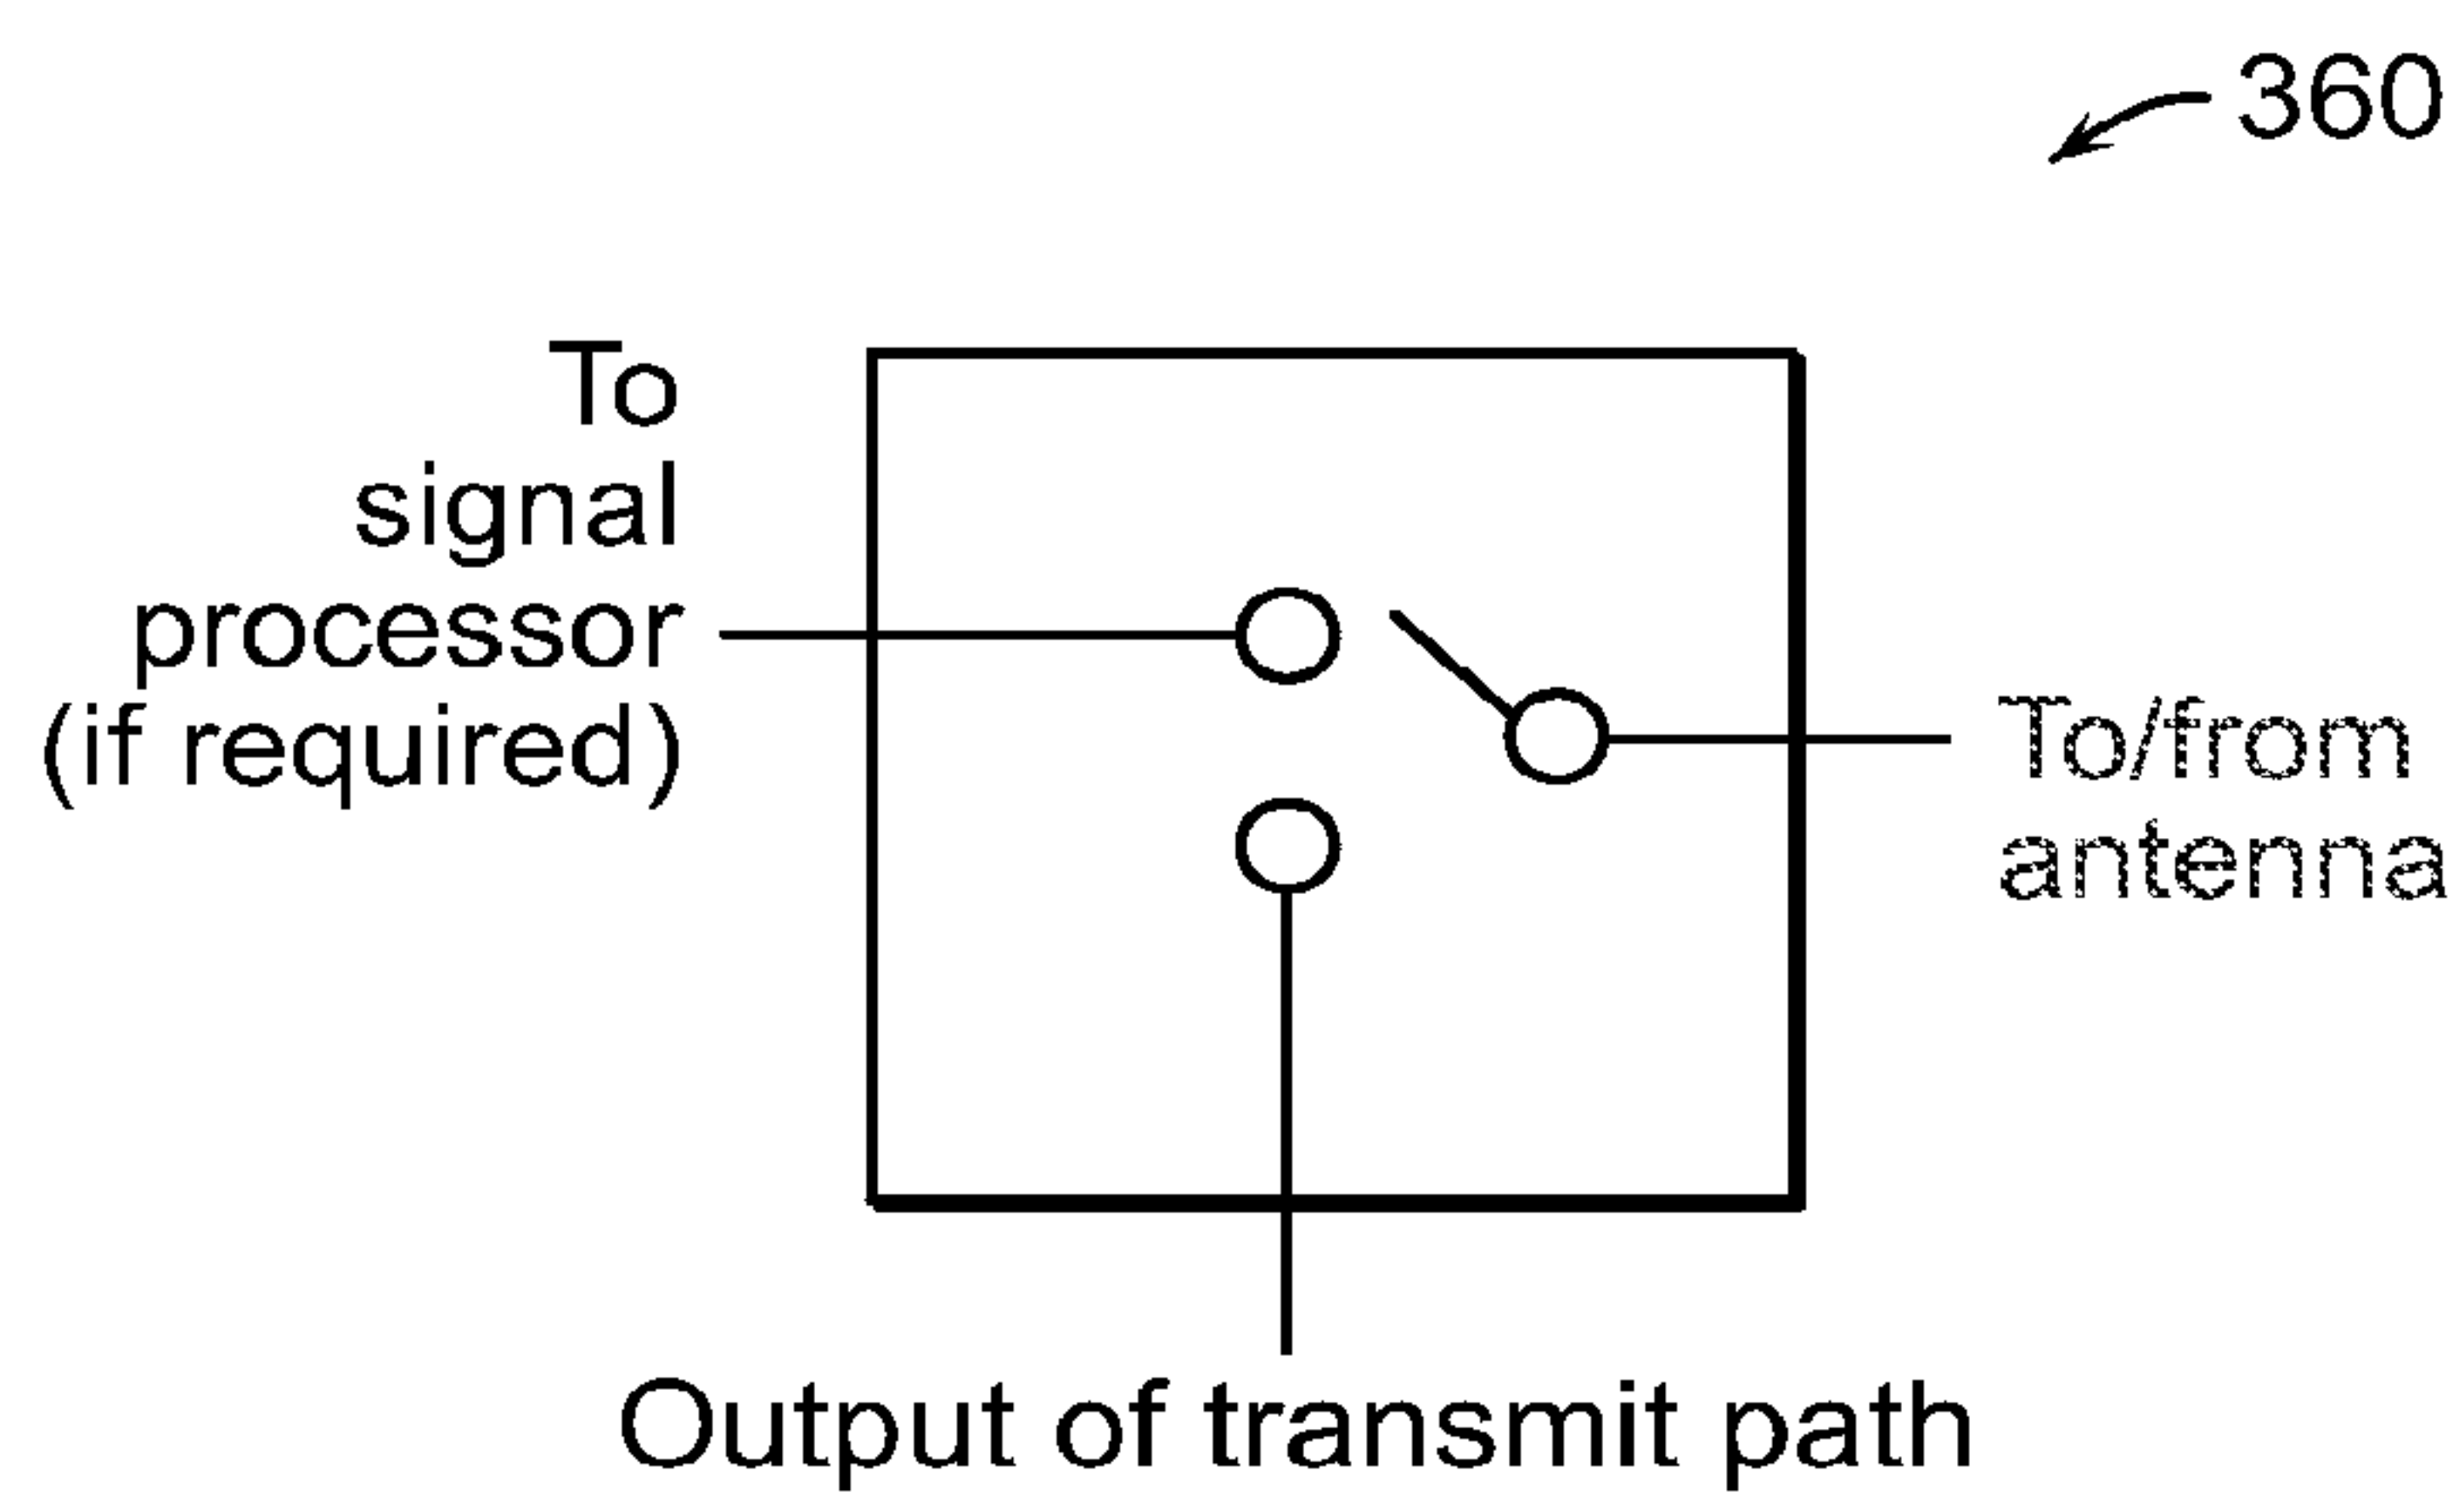 360
To
signal
processor
(if required)
To/from
antenna
Output of transmit path